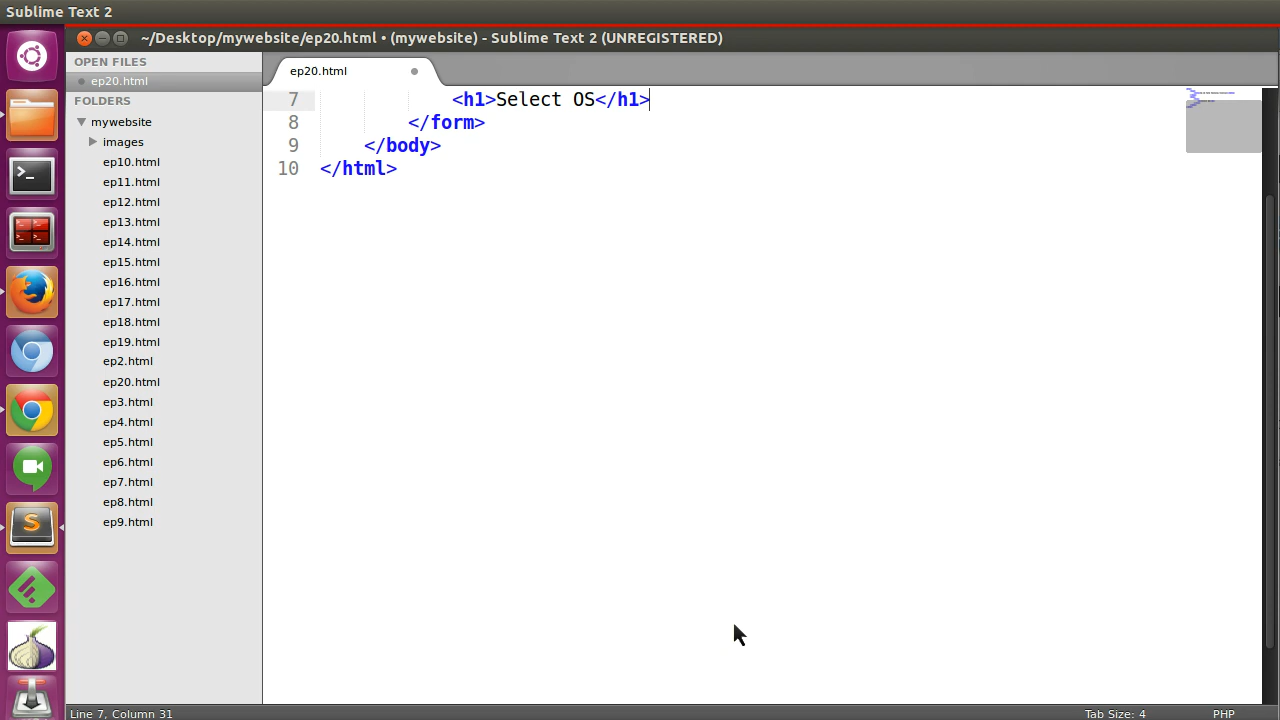 Sublime Text 2
~/Desktop/mywebsite/ep20.html • (mywebsite) - Sublime Text 2 (UNREGISTERED)
OPEN FILES
ep20.html
FOLDERS
mywebsite
images
ep10.html
ep11.html
ep12.html
ep13.html
ep14.html
ep15.html
ep16.html
ep17.html
ep18.html
ep19.html
ep2.html
ep20.html
ep3.html
ep4.html
ep5.html
ep6.html
ep7.html
ep8.html
ep9.html
ep20.html
7 <h1>Select OS</h1>
8 </form>
9 </body>
10 </html>
Line 7, Column 31
Tab Size: 4
PHP